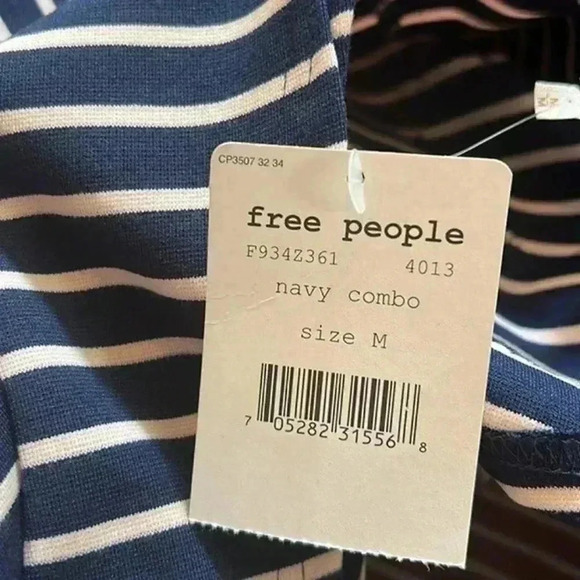 CP3507 32 34
free people
F934Z361 4013
navy combo
size M
7 05282 31556 8